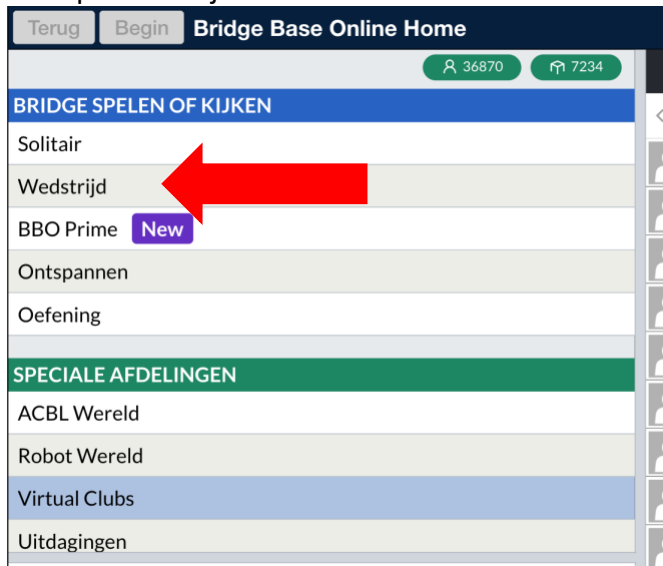 Terug Begin Bridge Base Online Home
36870 7234
BRIDGE SPELEN OF KIJKEN
Solitair
Wedstrijd
BBO Prime New
Ontspannen
Oefening
SPECIALE AFDELINGEN
ACBL Wereld
Robot Wereld
Virtual Clubs
Uitdagingen